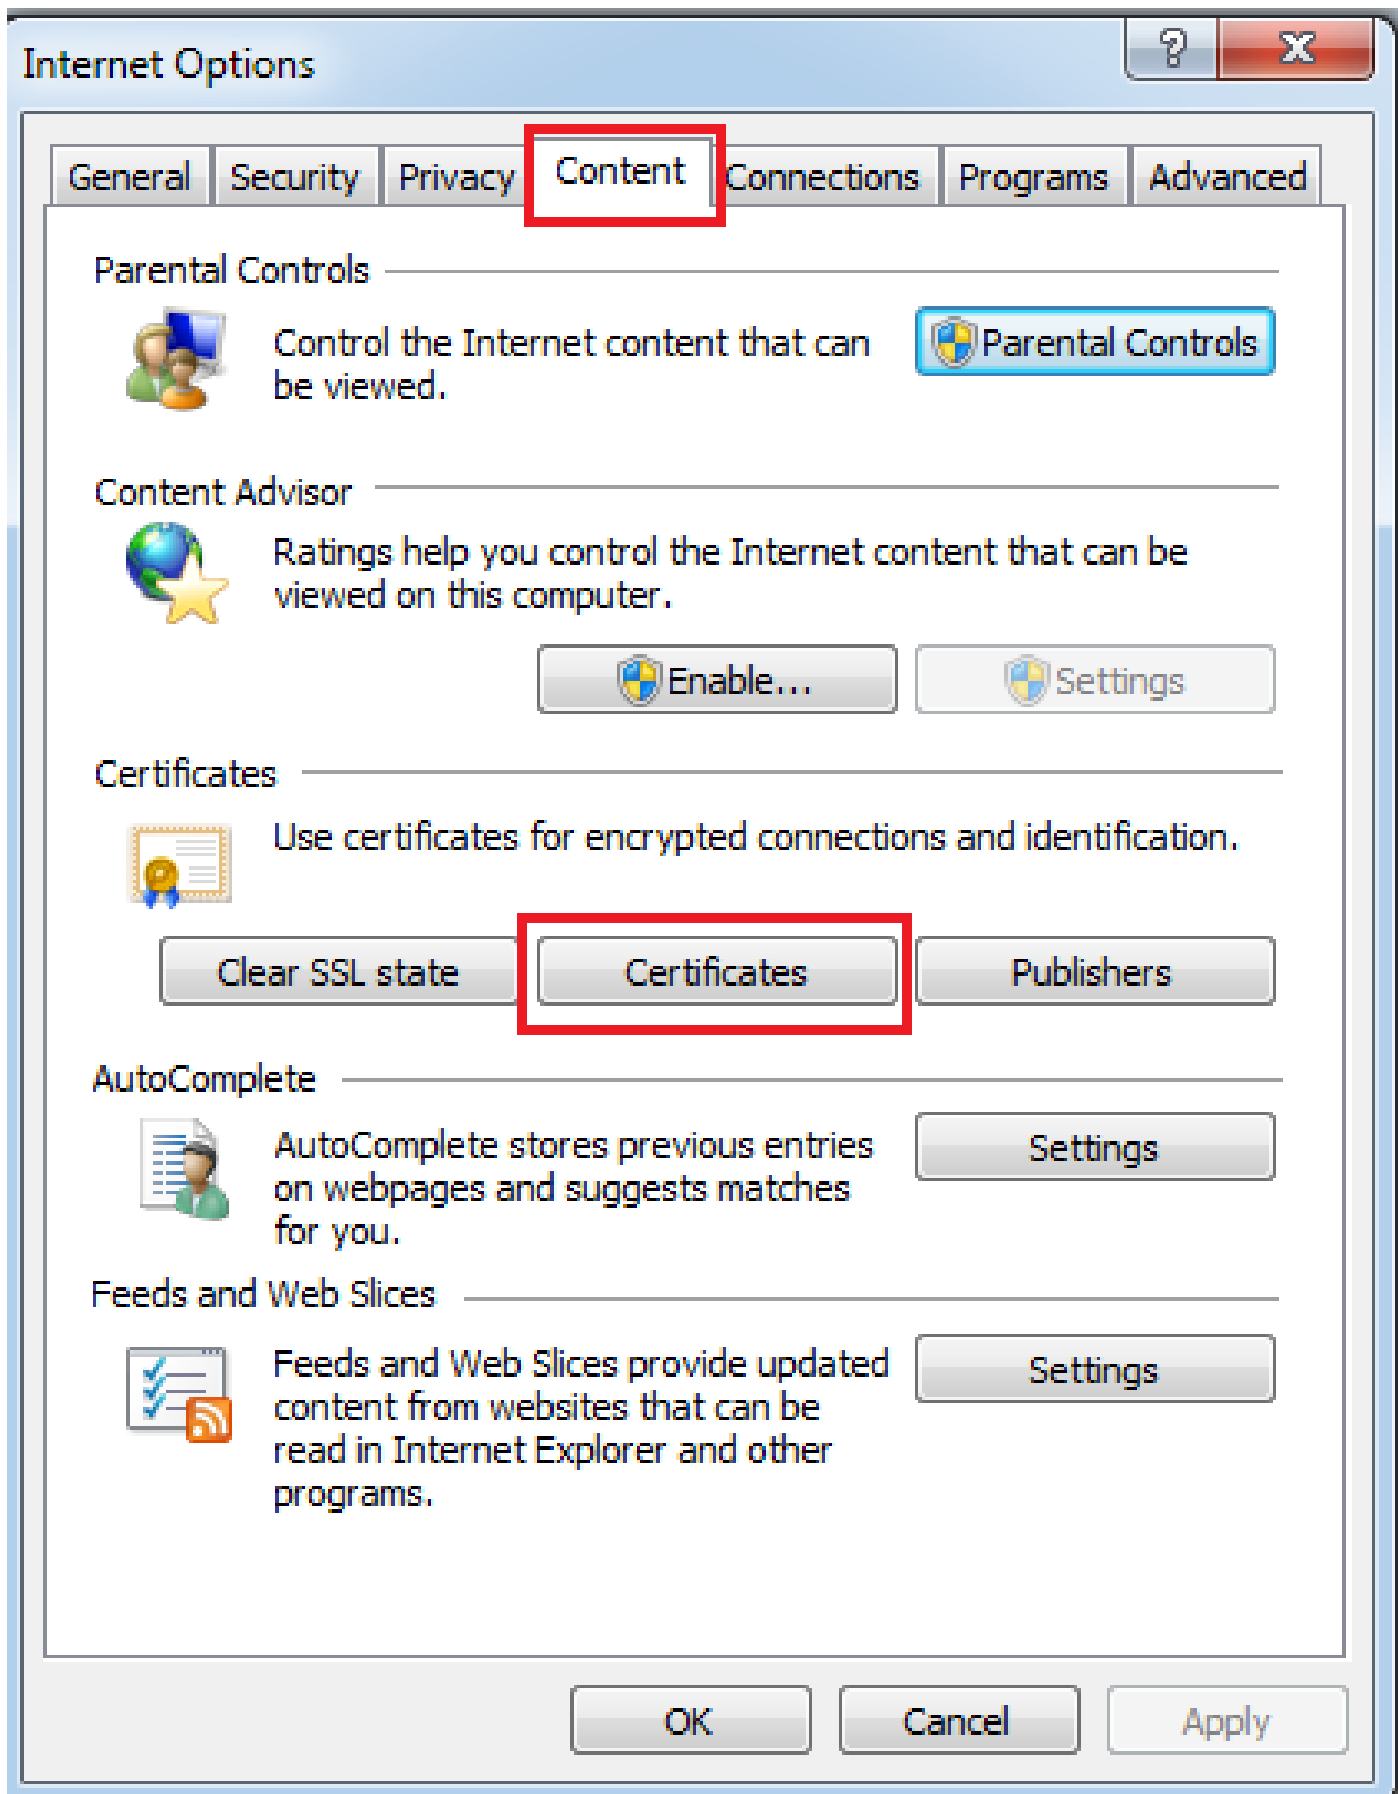 Internet Options
?
General Security Privacy Content Connections Programs Advanced
Parental Controls
Control the Internet content that can
be viewed.
Parental Controls
Content Advisor
Ratings help you control the Internet content that can be
viewed on this computer.
Enable... Settings
Certificates
Use certificates for encrypted connections and identification.
Clear SSL state Certificates Publishers
AutoComplete
AutoComplete stores previous entries
on webpages and suggests matches
for you.
Settings
Feeds and Web Slices
Feeds and Web Slices provide updated
content from websites that can be
read in Internet Explorer and other
programs.
Settings
OK Cancel Apply